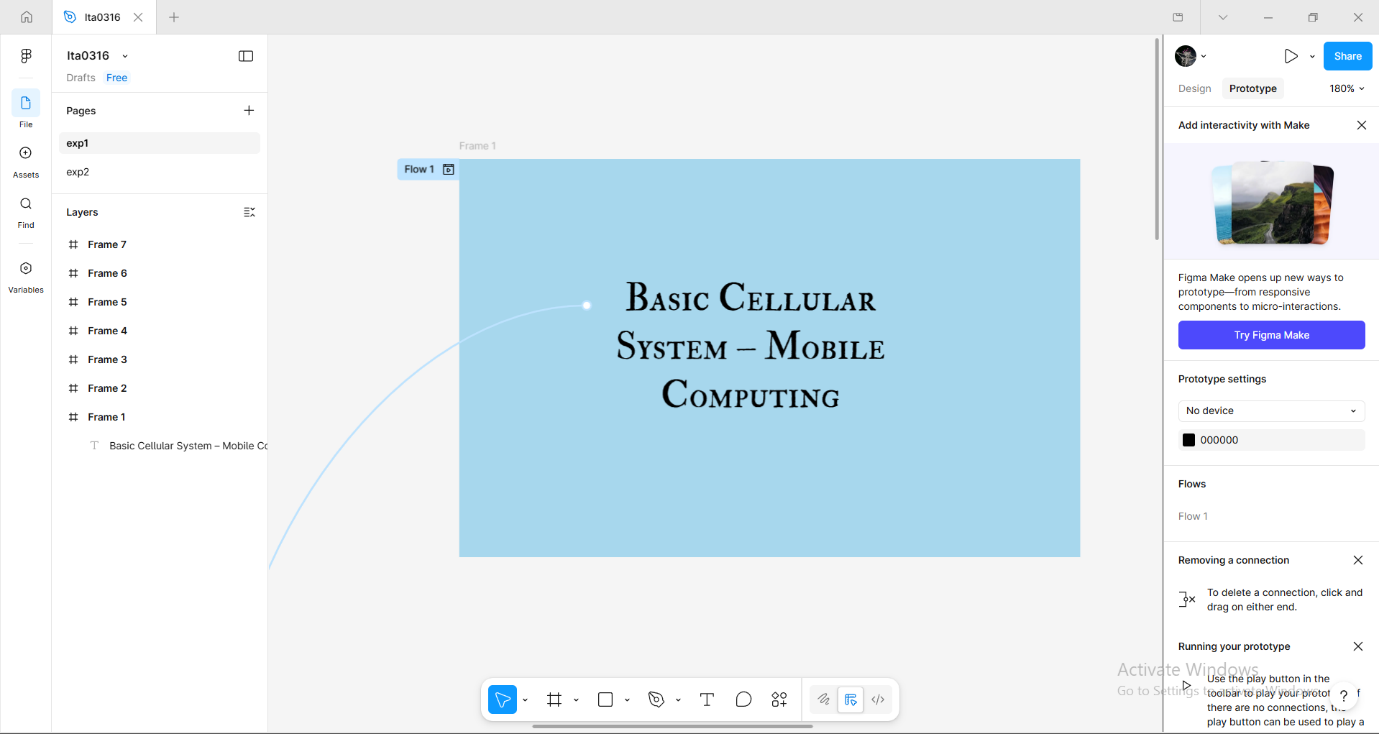 Ita0316
Ita0316
Drafts Free
File
Assets
Find
Variables
Pages
exp1
exp2
Layers
Frame 7
Frame 6
Frame 5
Frame 4
Frame 3
Frame 2
Frame 1
Basic Cellular System – Mobile Co
Frame 1
Flow 1
Basic Cellular
System – Mobile
Computing
Share
Design Prototype 180%
Add interactivity with Make
Figma Make opens up new ways to
prototype—from responsive
components to micro-interactions.
Try Figma Make
Prototype settings
No device
000000
Flows
Flow 1
Removing a connection
To delete a connection, click and
drag on either end.
Running your prototype
Use the play button in the
toolbar to play your
there are no connections,
play button can be used to play a
Activate Windows
Go to Settings to activate Windows.
?